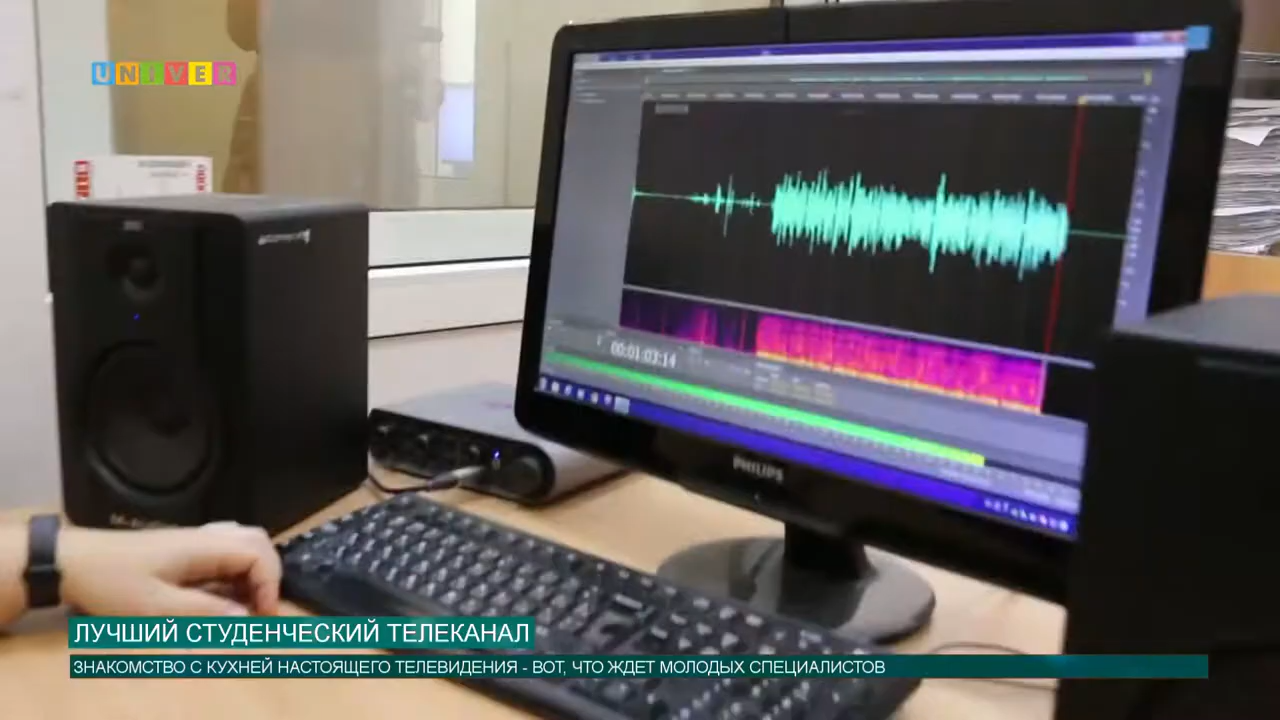 UNIVER
00:01:03:14
PHILIPS
ЛУЧШИЙ СТУДЕНЧЕСКИЙ ТЕЛЕКАНАЛ
ЗНАКОМСТВО С КУХНЕЙ НАСТОЯЩЕГО ТЕЛЕВИДЕНИЯ - ВОТ, ЧТО ЖДЕТ МОЛОДЫХ СПЕЦИАЛИСТОВ